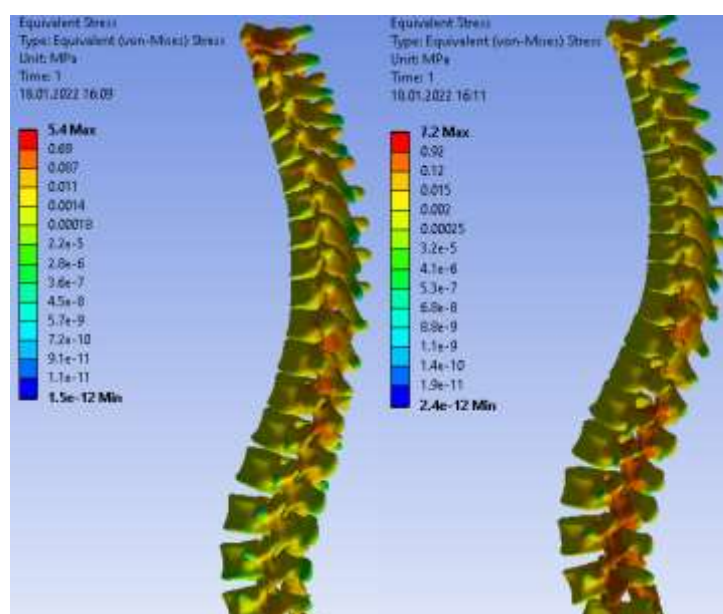 Equivalent Stress
Type: Equivalent (von-Mises) Stress
Unit: MPa
Time: 1
18.01.2022 16:09
5.4 Max
0.69
0.087
0.011
0.0014
0.00018
2.2e-5
2.8e-6
3.6e-7
4.5e-8
5.7e-9
7.2e-10
9.1e-11
1.1e-11
1.5e-12 Min
Equivalent Stress
Type: Equivalent (von-Mises) Stress
Unit: MPa
Time: 1
18.01.2022 16:11
7.2 Max
0.92
0.12
0.015
0.002
0.00025
3.2e-5
4.1e-6
5.3e-7
6.8e-8
8.8e-9
1.1e-9
1.4e-10
1.9e-11
2.4e-12 Min